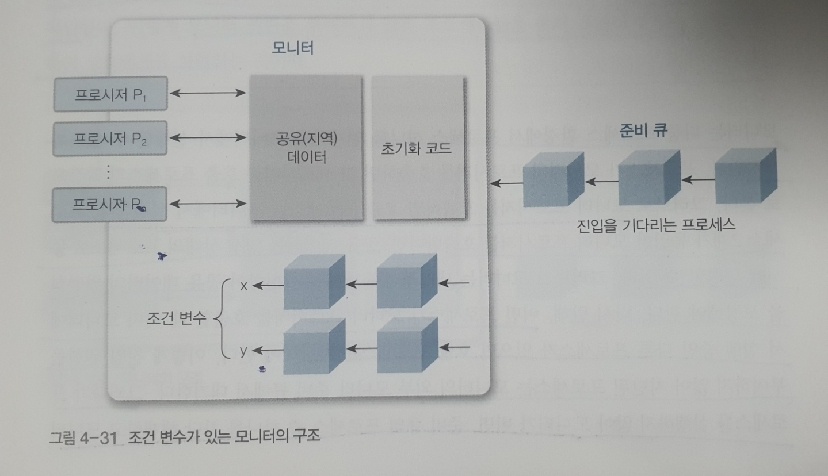 모니터
프로시저 P1
프로시저 P2
⋮
프로시저 Pn
공유(지역)
데이터
초기화 코드
준비 큐
진입을 기다리는 프로세스
조건 변수
x
y
그림 4-31 조건 변수가 있는 모니터의 구조